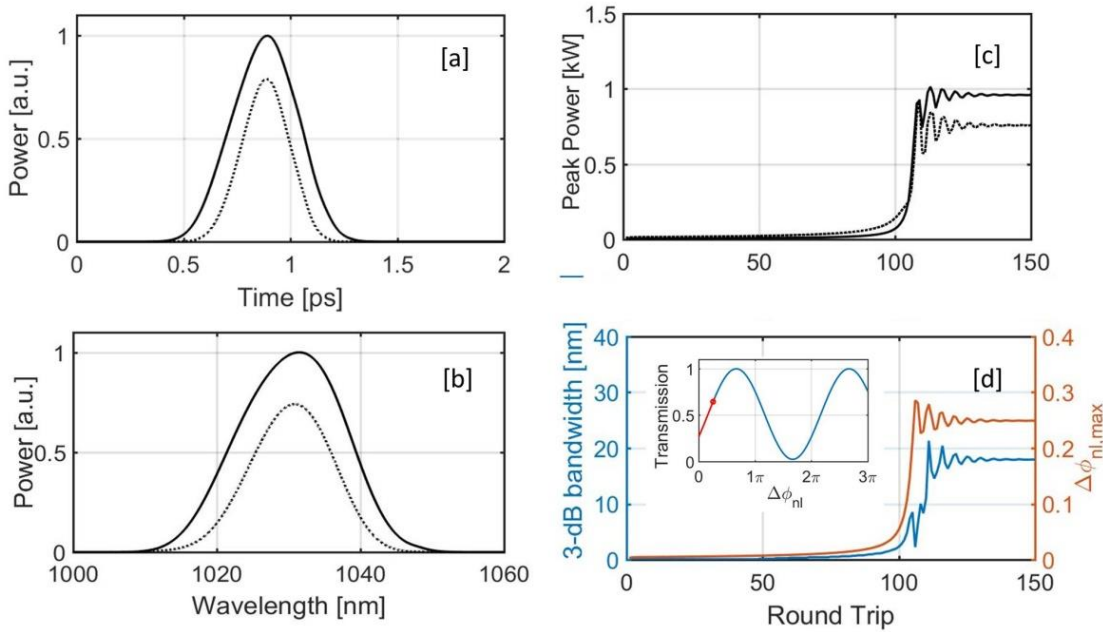 [a]
Power [a.u.]
1
0.5
0
0 0.5 1 1.5 2
Time [ps]
[b]
Power [a.u.]
1
0.5
0
1000 1020 1040 1060
Wavelength [nm]
[c]
Peak Power [kW]
1.5
1
0.5
0
0 50 100 150
[d]
3-dB bandwidth [nm]
40
30
20
10
0
0.4
0.3
0.2
0.1
0
Δϕnl.max
Transmission
1
0.5
0
0 1π 2π 3π
Δϕnl
0 50 100 150
Round Trip